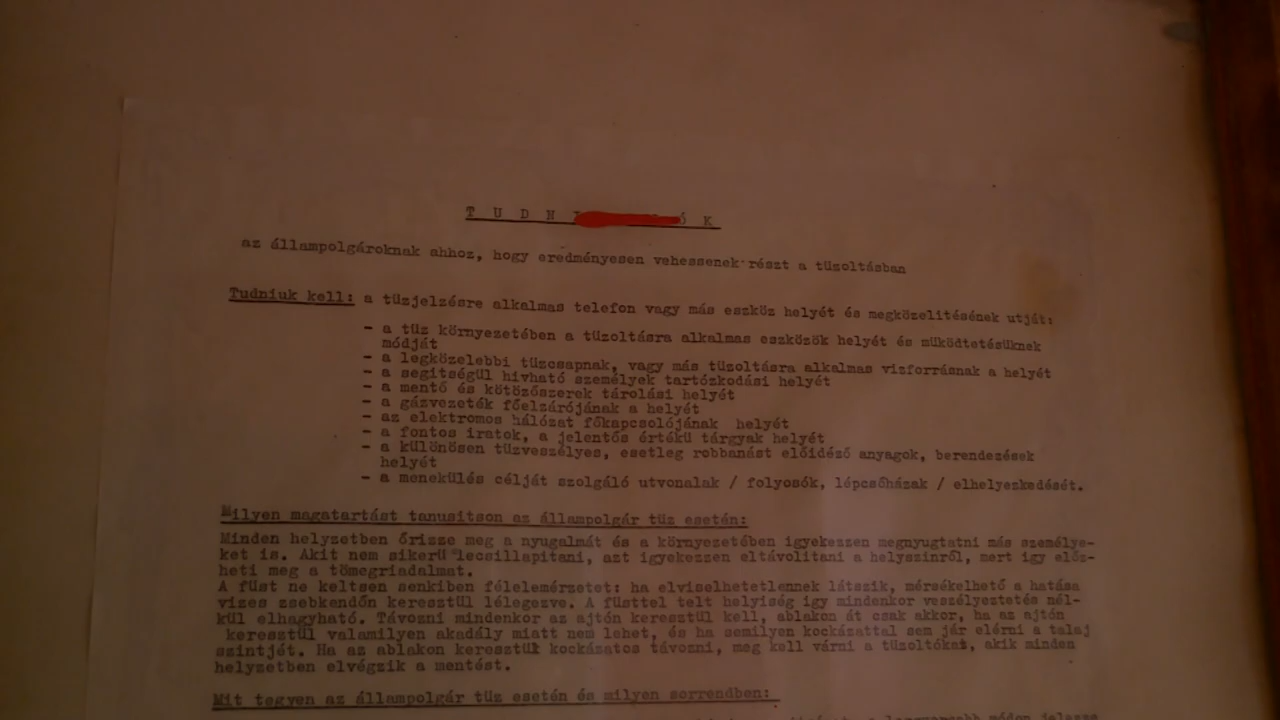 T U D N Ó K
az állampolgároknak ahhoz, hogy eredményesen vehessenek részt a tüzoltásban
Tudniuk kell: a tüzjelzésre alkalmas telefon vagy más eszköz helyét és megközelitésének utját:
- a tüz környezetében a tüzoltásra alkalmas eszközök helyét és müködtetésüknek
módját
- a legközelebbi tüzcsapnak, vagy más tüzoltásra alkalmas vizforrásnak a helyét
- a segitségül hivható személyek tartózkodási helyét
- a mentő és kötözőszerek tárolási helyét
- a gázvezeték főelzárójának a helyét
- az elektromos hálózat főkapcsolójának helyét
- a fontos iratok, a jelentős értékü tárgyak helyét
- a különösen tüzveszélyes, esetleg robbanást előidéző anyagok, berendezések
helyét
- a menekülés célját szolgáló utvonalak / folyosók, lépcsőházak / elhelyezkedését.
Milyen magatartást tanusitson az állampolgár tüz esetén:
Minden helyzetben őrizze meg a nyugalmát és a környezetében igyekezzen megnyugtatni más személye-
ket is. Akit nem sikerü lecsillapitani, azt igyekezzen eltávolitani a helyszinről, mert igy előz-
heti meg a tömegriadalmat.
A füst ne keltsen senkiben félelemérzetet: ha elviselhetetlennek látszik, mérsékelhető a hatása
vizes zsebkendőn keresztül lélegezve. A füsttel telt helyiség igy mindenkor veszélyeztetés nél-
kül elhagyható. Távozni mindenkor az ajtón keresztül kell, ablakon át csak akkor, ha az ajtón
keresztül valamilyen akadály miatt nem lehet, és ha semilyen kockázattal sem jár elérni a talaj
szintjét. Ha az ablakon keresztül kockázatos távozni, meg kell várni a tüzoltókat, akik minden
helyzetben elvégzik a mentést.
Mit tegyen az állampolgár tüz esetén és milyen sorrendben: